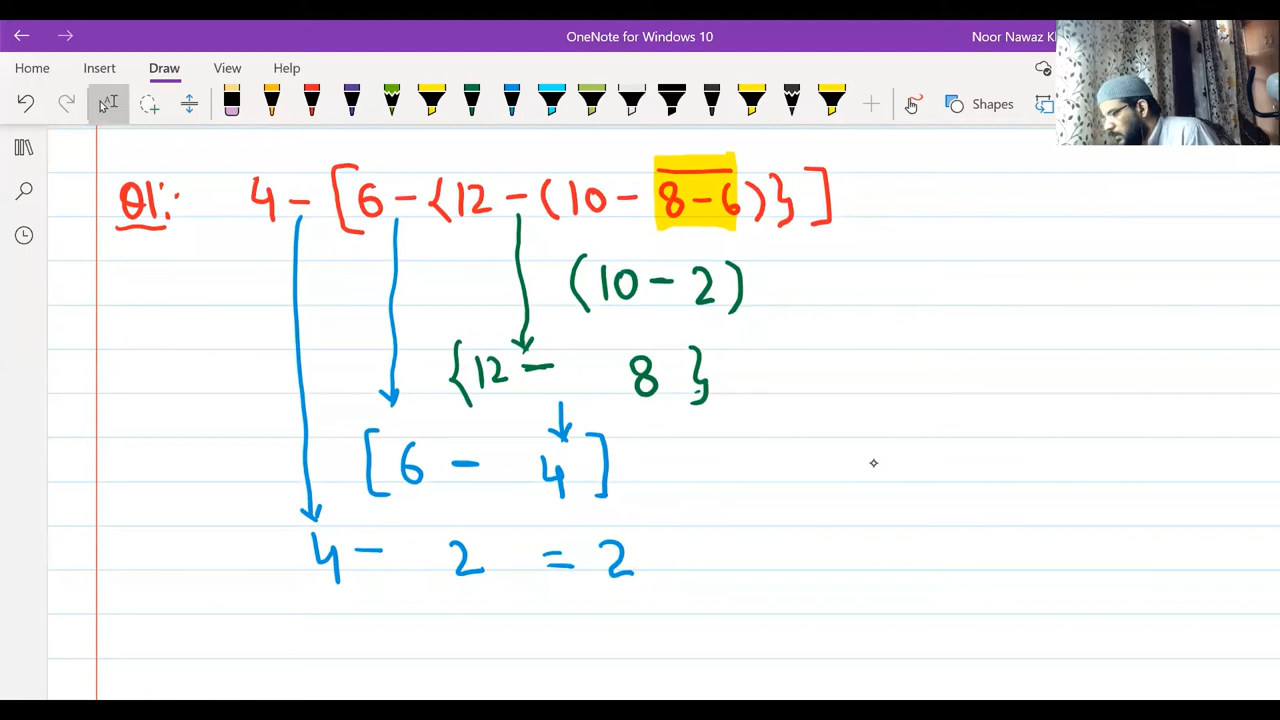 OneNote for Windows 10
Noor Nawaz K
Home Insert Draw View Help
Shapes
Q1: 4 - [6 - {12 - (10 - 8̅ ̅-̅ ̅6̅)}]
(10 - 2)
{12 - 8}
[6 - 4]
4 - 2 = 2